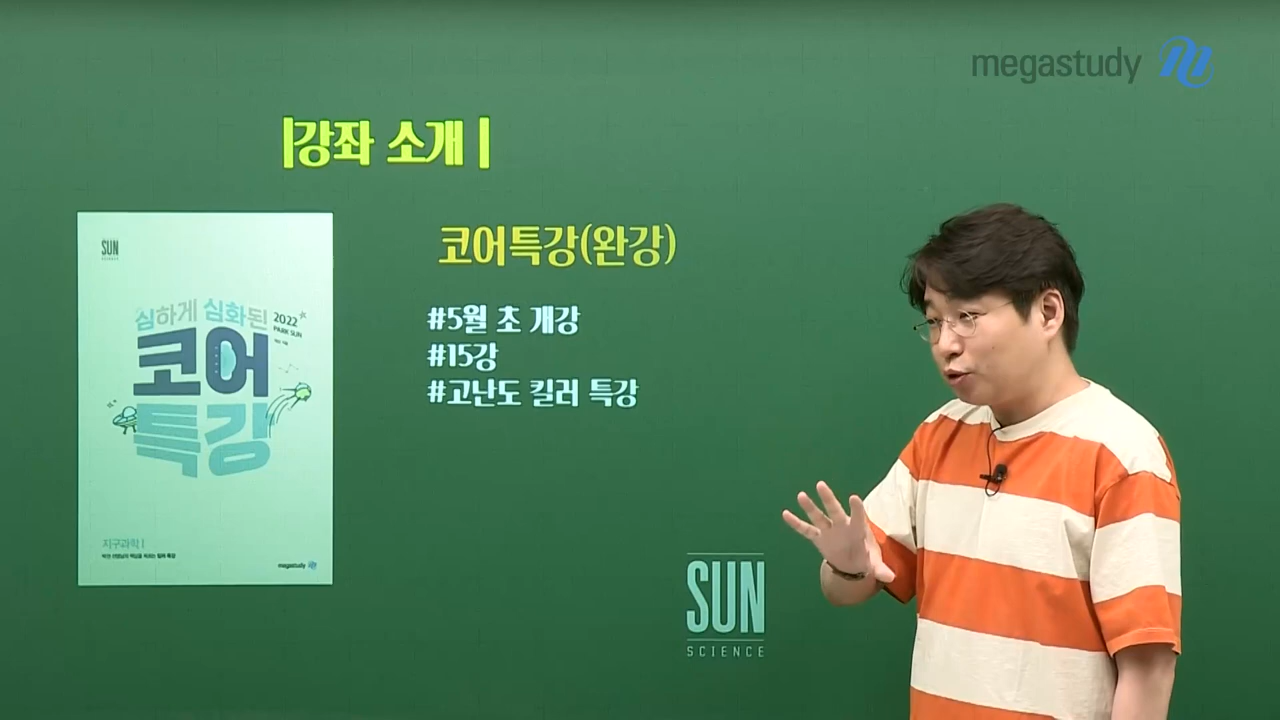 megastudy
|강좌 소개|
SUN
SCIENCE
심하게 심화된
2022
PARK SUN
코어
특강
지구과학 I
megastudy
코어특강(완강)
#5월 초 개강
#15강
#고난도 킬러 특강
SUN
SCIENCE